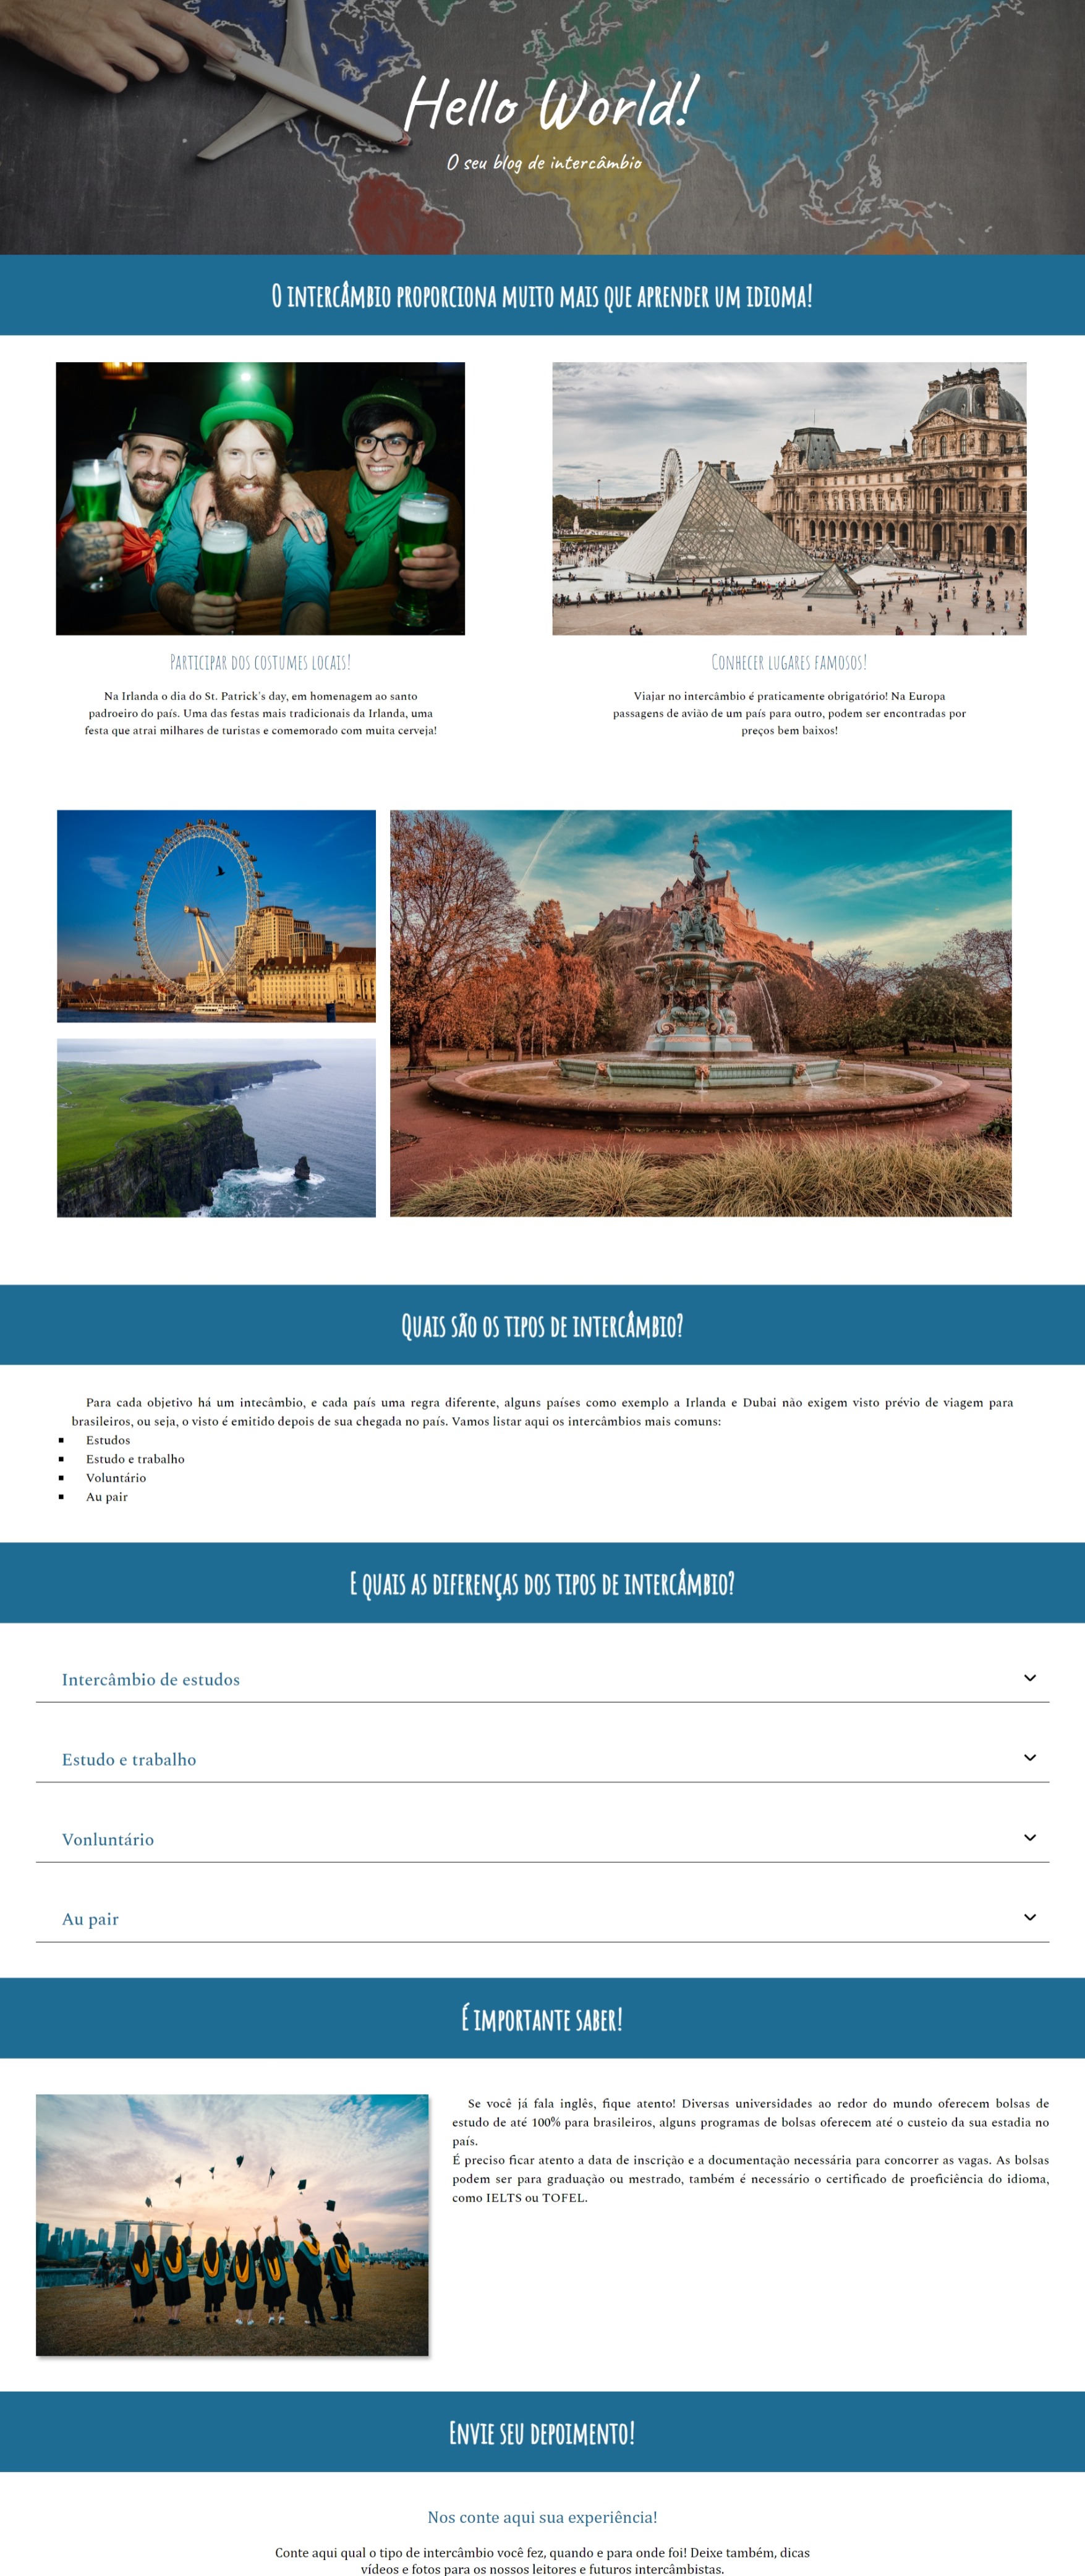 Hello World!
O seu blog de intercâmbio
O intercâmbio proporciona muito mais que aprender um idioma!
Participar dos costumes locais!
Na Irlanda o dia do St. Patrick's day, em homenagem ao santo
padroeiro do país. Uma das festas mais tradicionais da Irlanda, uma
festa que atrai milhares de turistas e comemorado com muita cerveja!
Conhecer lugares famosos!
Viajar no intercâmbio é praticamente obrigatório! Na Europa
passagens de avião de um país para outro, podem ser encontradas por
preços bem baixos!
Quais são os tipos de intercâmbio?
Para cada objetivo há um intecâmbio, e cada país uma regra diferente, alguns países como exemplo a Irlanda e Dubai não exigem visto prévio de viagem para
brasileiros, ou seja, o visto é emitido depois de sua chegada no país. Vamos listar aqui os intercâmbios mais comuns:
▪ Estudos
▪ Estudo e trabalho
▪ Voluntário
▪ Au pair
E quais as diferenças dos tipos de intercâmbio?
Intercâmbio de estudos
Estudo e trabalho
Vonluntário
Au pair
É importante saber!
Se você já fala inglês, fique atento! Diversas universidades ao redor do mundo oferecem bolsas de
estudo de até 100% para brasileiros, alguns programas de bolsas oferecem até o custeio da sua estadia no
país.
É preciso ficar atento a data de inscrição e a documentação necessária para concorrer as vagas. As bolsas
podem ser para graduação ou mestrado, também é necessário o certificado de proeficiência do idioma,
como IELTS ou TOFEL.
Envie seu depoimento!
Nos conte aqui sua experiência!
Conte aqui qual o tipo de intercâmbio você fez, quando e para onde foi! Deixe também, dicas
vídeos e fotos para os nossos leitores e futuros intercâmbistas.